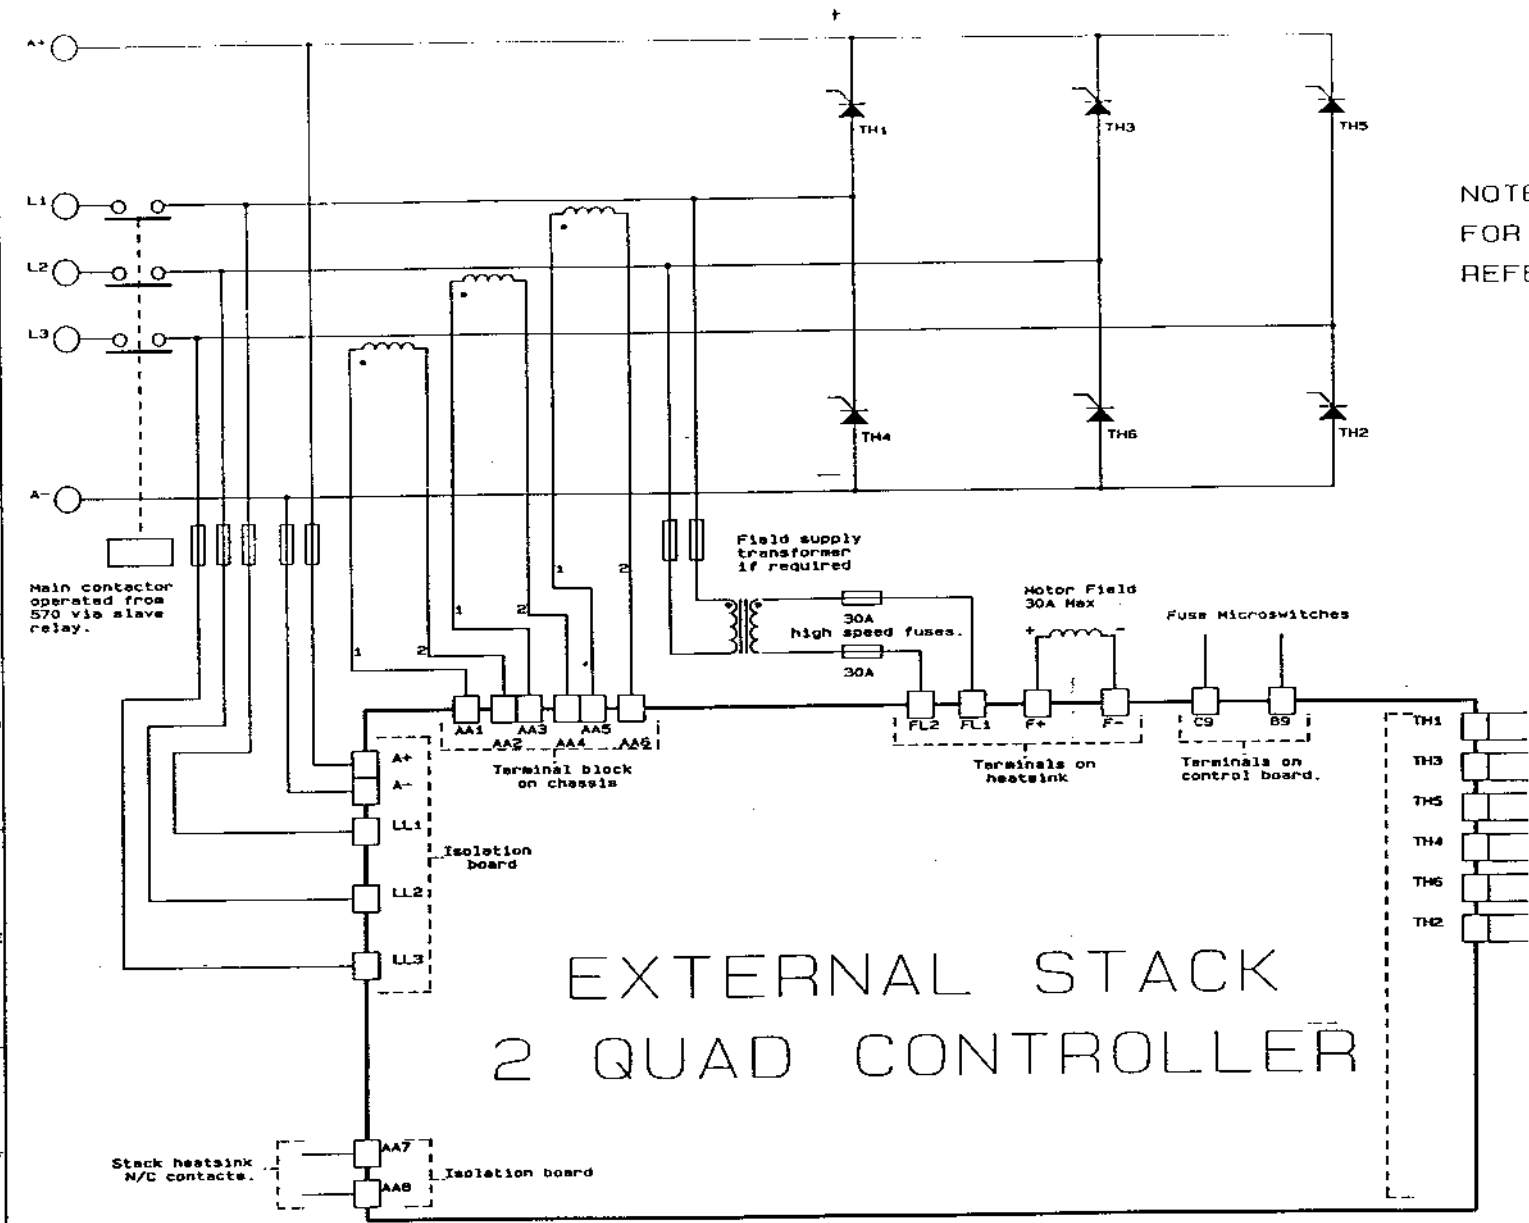 +
A+
TH1
TH3
TH5
L1
NOTE
FOR
REFE
L2
L3
TH4
TH6
TH2
A-
Main contactor
operated from
570 via slave
relay.
Field supply
transformer
if required
1
2
1
2
1
2
30A
high speed fuses.
30A
Motor Field
30A Max
+
-
Fuse Microswitches
AA1
AA2
AA3
AA4
AA5
AA6
Terminal block
on chassis
FL2
FL1
F+
F-
Terminals on
heatsink
C9
B9
Terminals on
control board.
A+
A-
LL1
LL2
LL3
Isolation
board
TH1
TH3
TH5
TH4
TH6
TH2
EXTERNAL STACK
2 QUAD CONTROLLER
Stack heatsink
N/C contacts.
AA7
AA8
Isolation board